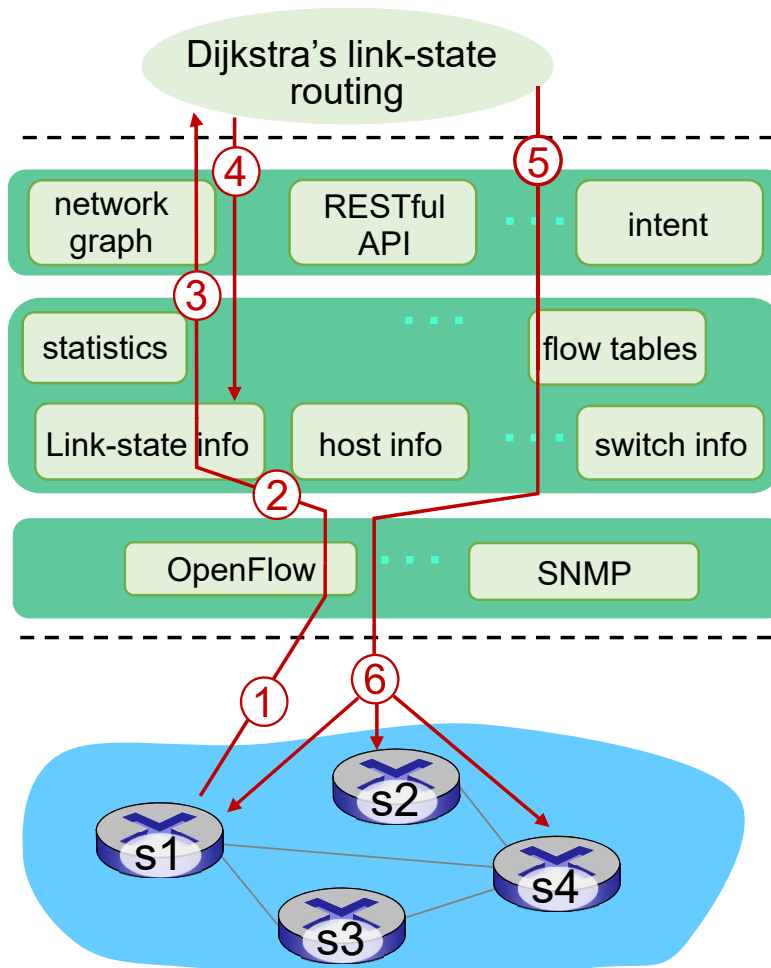 Dijkstra's link-state
routing
5
4
network
graph
RESTful
API
intent
3
statistics
flow tables
Link-state info
host info
switch info
2
OpenFlow
SNMP
6
1
s2
s1
s4
s3